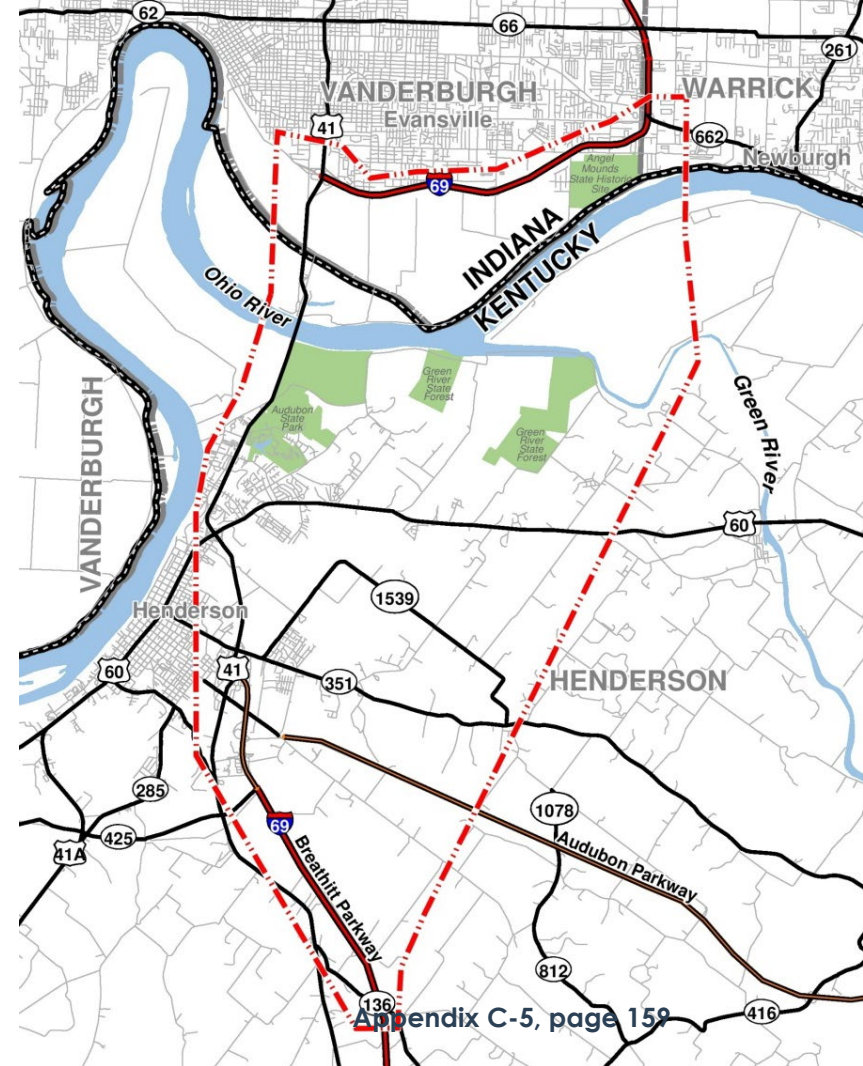 62
66
261
VANDERBURGH
Evansville
WARRICK
41
662
Newburgh
Angel
Mounds
State Historic
Site
69
INDIANA
KENTUCKY
Ohio River
Green
River
State
Forest
Audubon
State
Park
Green
River
State
Forest
Green River
VANDERBURGH
60
1539
Henderson
60
41
351
HENDERSON
285
1078
69
425
41A
Breathitt Parkway
Audubon Parkway
812
136
416
Appendix C-5, page 159